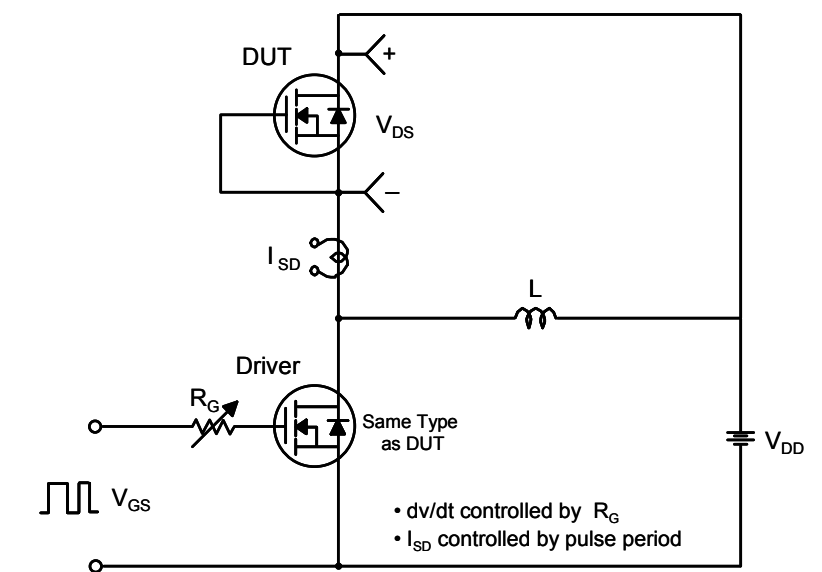 DUT
+
VDS
–
ISD
L
Driver
RG
Same Type
as DUT
VDD
VGS
• dv/dt controlled by RG
• ISD controlled by pulse period